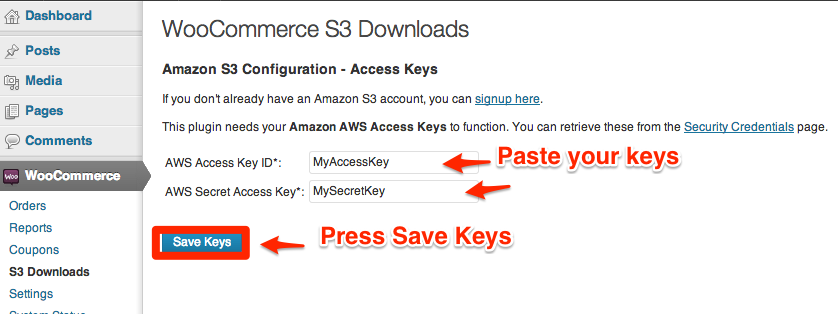 Dashboard
Posts
Media
Pages
Comments
Woo WooCommerce
Orders
Reports
Coupons
S3 Downloads
Settings
System Status
WooCommerce S3 Downloads
Amazon S3 Configuration - Access Keys
If you don't already have an Amazon S3 account, you can signup here.
This plugin needs your Amazon AWS Access Keys to function. You can retrieve these from the Security Credentials page.
AWS Access Key ID*: MyAccessKey Paste your keys
AWS Secret Access Key*: MySecretKey
Save Keys Press Save Keys